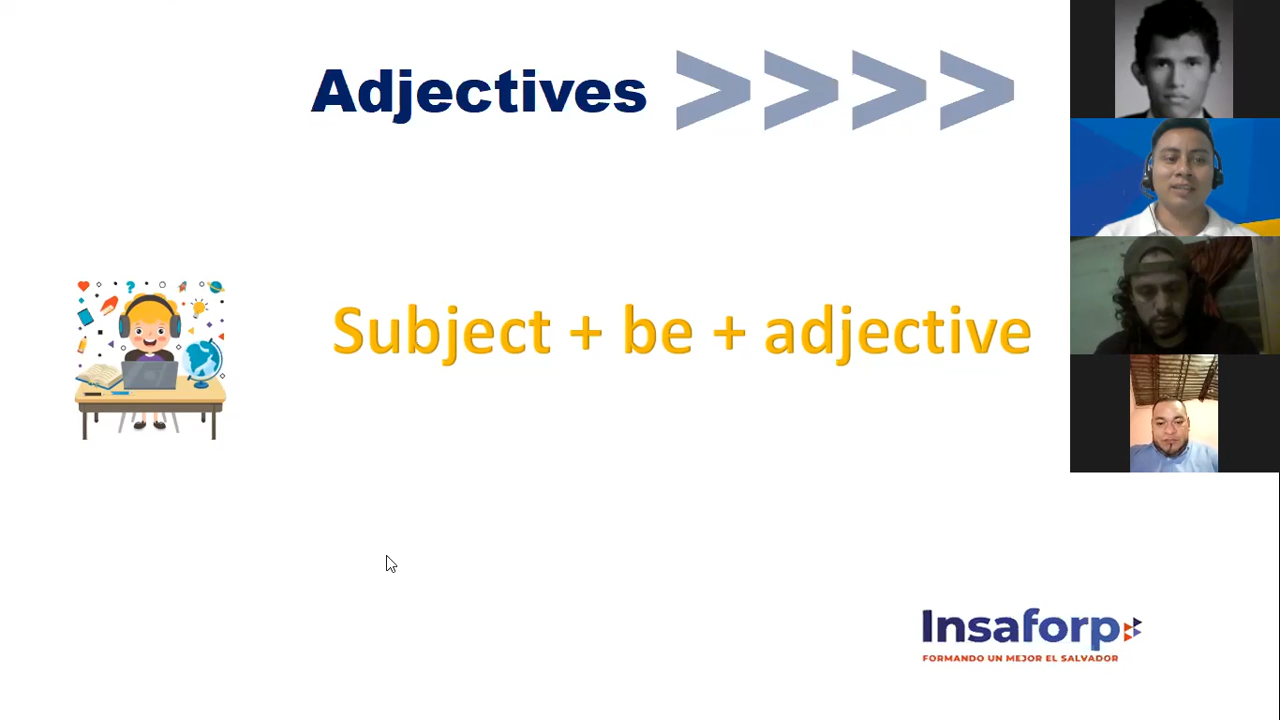 Adjectives >>>>
Subject + be + adjective
Insaforp
FORMANDO UN MEJOR EL SALVADOR